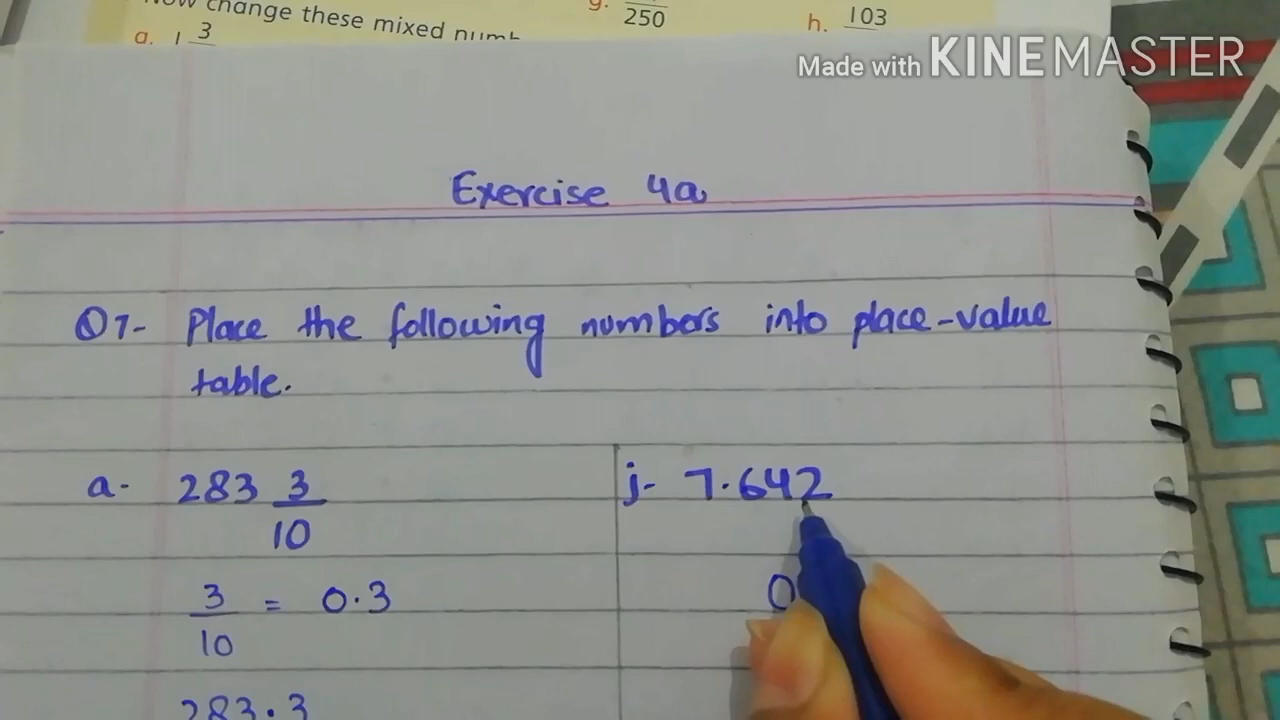 Now change these mixed numb
a. 1 3
g. 250
h. 103
Made with KINEMASTER
Exercise 4a
Q1- Place the following numbers into place-value
table.
a- 283 3/10
3/10 = 0.3
283.3
j- 7.642
0